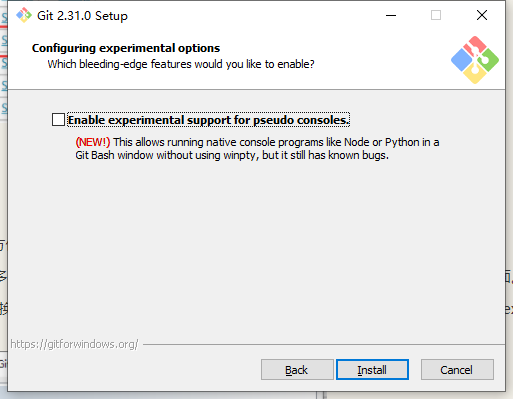 Git 2.31.0 Setup
Configuring experimental options
Which bleeding-edge features would you like to enable?
Enable experimental support for pseudo consoles.
(NEW!) This allows running native console programs like Node or Python in a
Git Bash window without using winpty, but it still has known bugs.
多
换
https://gitforwindows.org/
Back
Install
Cancel